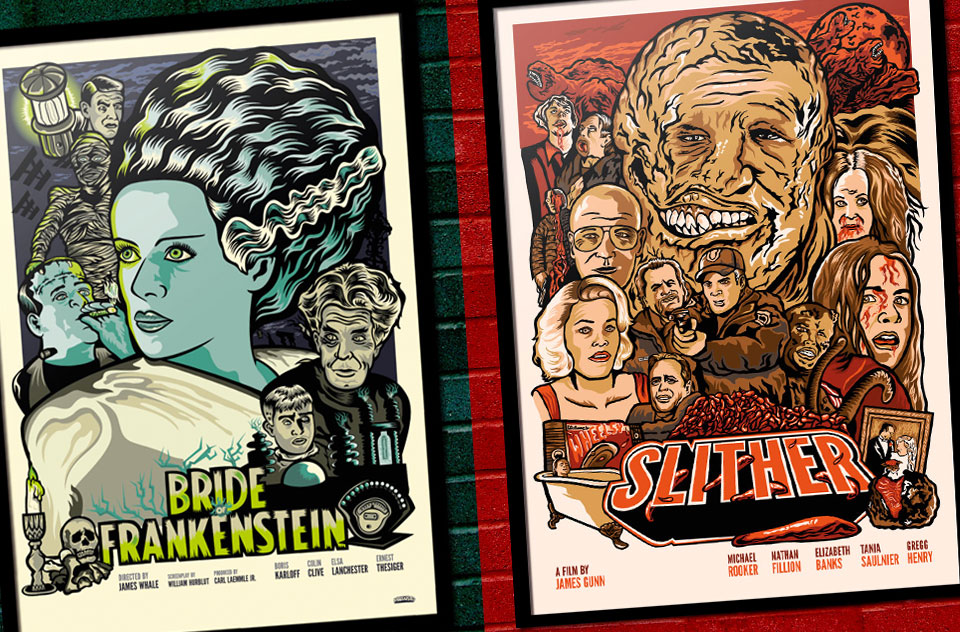 BRIDE
OF
FRANKENSTEIN
DIRECTED BY
JAMES WHALE
SCREENPLAY BY
WILLIAM HURLBUT
PRODUCED BY
CARL LAEMMLE JR.
BORIS
KARLOFF
COLIN
CLIVE
ELSA
LANCHESTER
ERNEST
THESIGER
SLITHER
A FILM BY
JAMES GUNN
MICHAEL
ROOKER
NATHAN
FILLION
ELIZABETH
BANKS
TANIA
SAULNIER
GREGG
HENRY